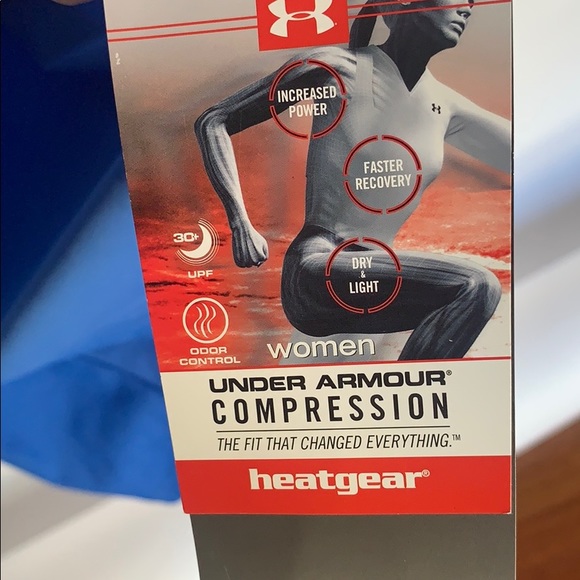 INCREASED
POWER
FASTER
RECOVERY
DRY
&
LIGHT
30+
UPF
ODOR
CONTROL
women
UNDER ARMOUR®
COMPRESSION
THE FIT THAT CHANGED EVERYTHING.™
heatgear®